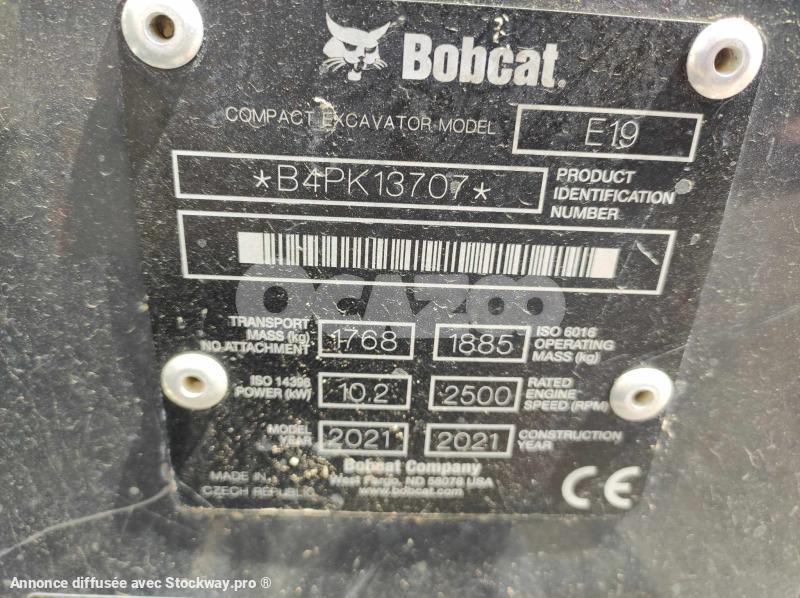 Bobcat®
COMPACT EXCAVATOR MODEL E19
*B4PK13707* PRODUCT
IDENTIFICATION
NUMBER
OCAZOO
TRANSPORT
MASS (kg)
NO ATTACHMENT
1768 1885
ISO 6016
OPERATING
MASS (kg)
ISO 14396
POWER (kW)
10.2 2500
RATED
ENGINE
SPEED (RPM)
MODEL
YEAR
2021 2021
CONSTRUCTION
YEAR
Bobcat Company
West Fargo, ND 58078 USA
www.bobcat.com
MADE IN
CZECH REPUBLIC
CE
Annonce diffusée avec Stockway.pro ®